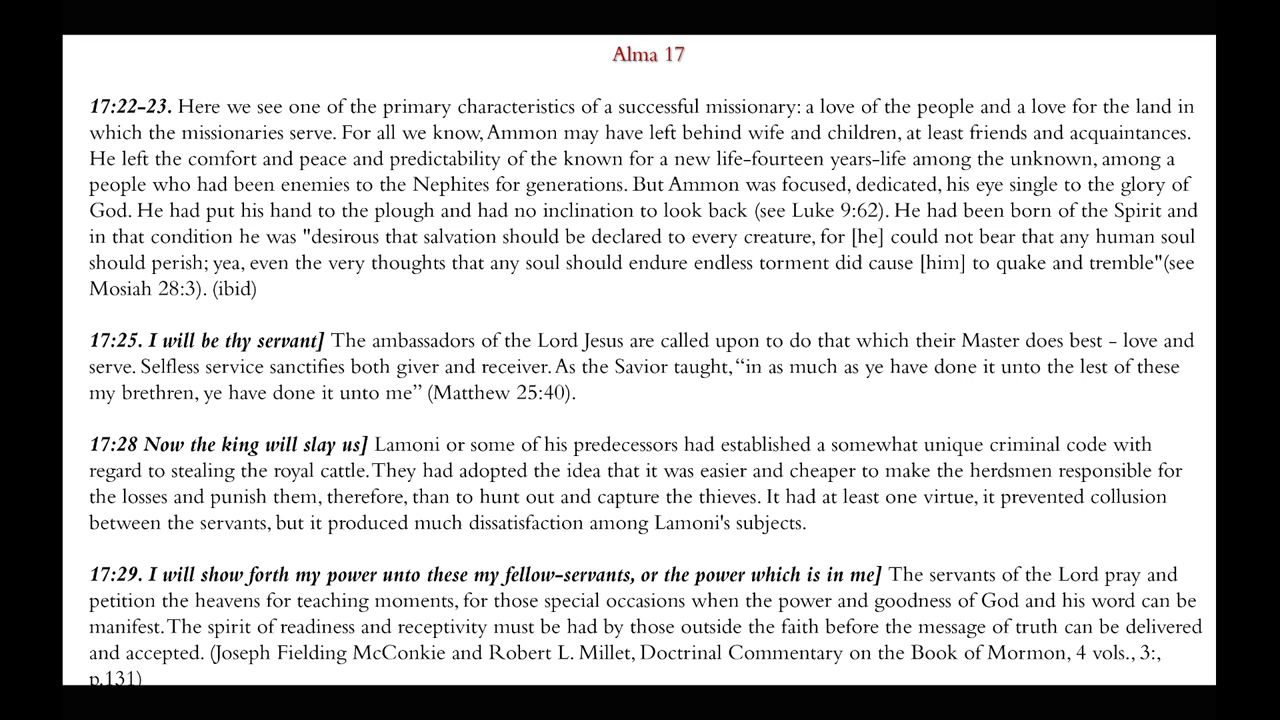 Alma 17
17:22-23. Here we see one of the primary characteristics of a successful missionary: a love of the people and a love for the land in
which the missionaries serve. For all we know, Ammon may have left behind wife and children, at least friends and acquaintances.
He left the comfort and peace and predictability of the known for a new life-fourteen years-life among the unknown, among a
people who had been enemies to the Nephites for generations. But Ammon was focused, dedicated, his eye single to the glory of
God. He had put his hand to the plough and had no inclination to look back (see Luke 9:62). He had been born of the Spirit and
in that condition he was "desirous that salvation should be declared to every creature, for [he] could not bear that any human soul
should perish; yea, even the very thoughts that any soul should endure endless torment did cause [him] to quake and tremble"(see
Mosiah 28:3). (ibid)
17:25. I will be thy servant] The ambassadors of the Lord Jesus are called upon to do that which their Master does best - love and
serve. Selfless service sanctifies both giver and receiver. As the Savior taught, “in as much as ye have done it unto the lest of these
my brethren, ye have done it unto me” (Matthew 25:40).
17:28 Now the king will slay us] Lamoni or some of his predecessors had established a somewhat unique criminal code with
regard to stealing the royal cattle. They had adopted the idea that it was easier and cheaper to make the herdsmen responsible for
the losses and punish them, therefore, than to hunt out and capture the thieves. It had at least one virtue, it prevented collusion
between the servants, but it produced much dissatisfaction among Lamoni's subjects.
17:29. I will show forth my power unto these my fellow-servants, or the power which is in me] The servants of the Lord pray and
petition the heavens for teaching moments, for those special occasions when the power and goodness of God and his word can be
manifest. The spirit of readiness and receptivity must be had by those outside the faith before the message of truth can be delivered
and accepted. (Joseph Fielding McConkie and Robert L. Millet, Doctrinal Commentary on the Book of Mormon, 4 vols., 3:,
p.131)